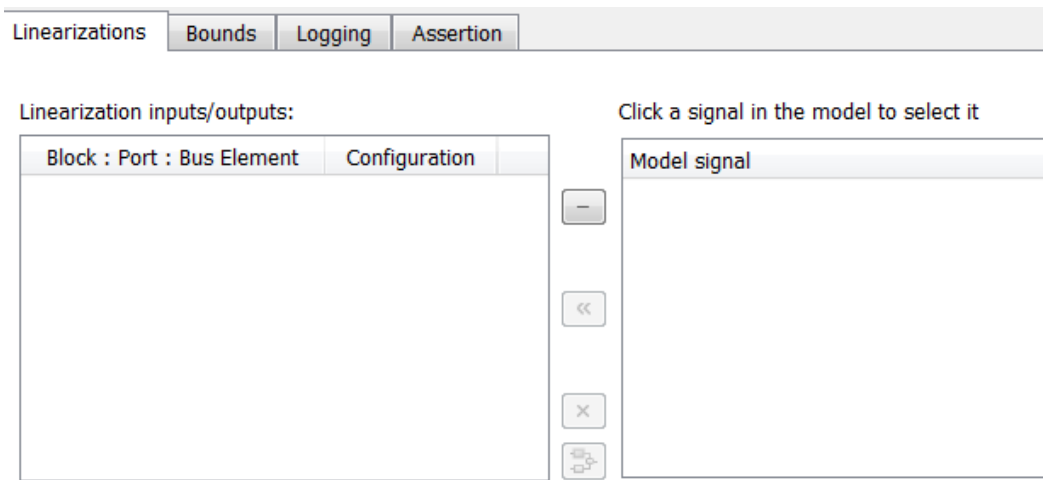 Linearizations Bounds Logging Assertion
Linearization inputs/outputs: Click a signal in the model to select it
Block : Port : Bus Element Configuration Model signal